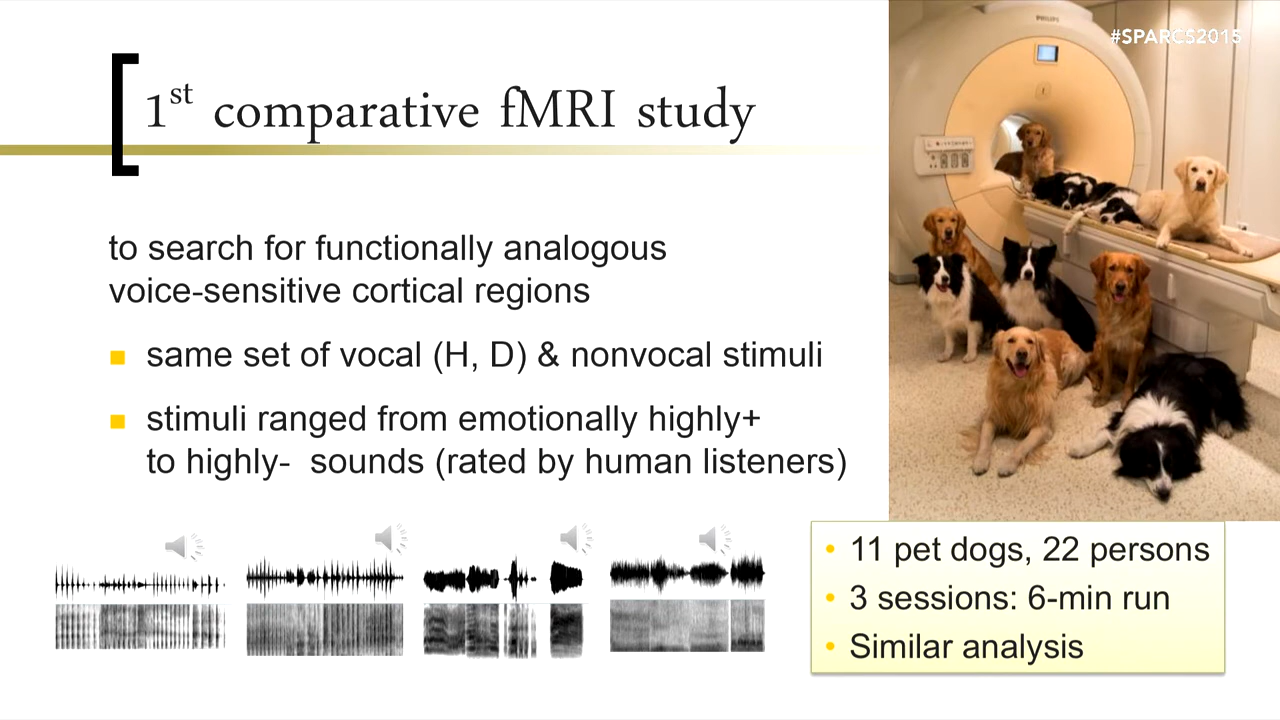 #SPARCS2015
PHILIPS
1st comparative fMRI study
to search for functionally analogous
voice-sensitive cortical regions
same set of vocal (H, D) & nonvocal stimuli
stimuli ranged from emotionally highly+
to highly- sounds (rated by human listeners)
• 11 pet dogs, 22 persons
• 3 sessions: 6-min run
• Similar analysis